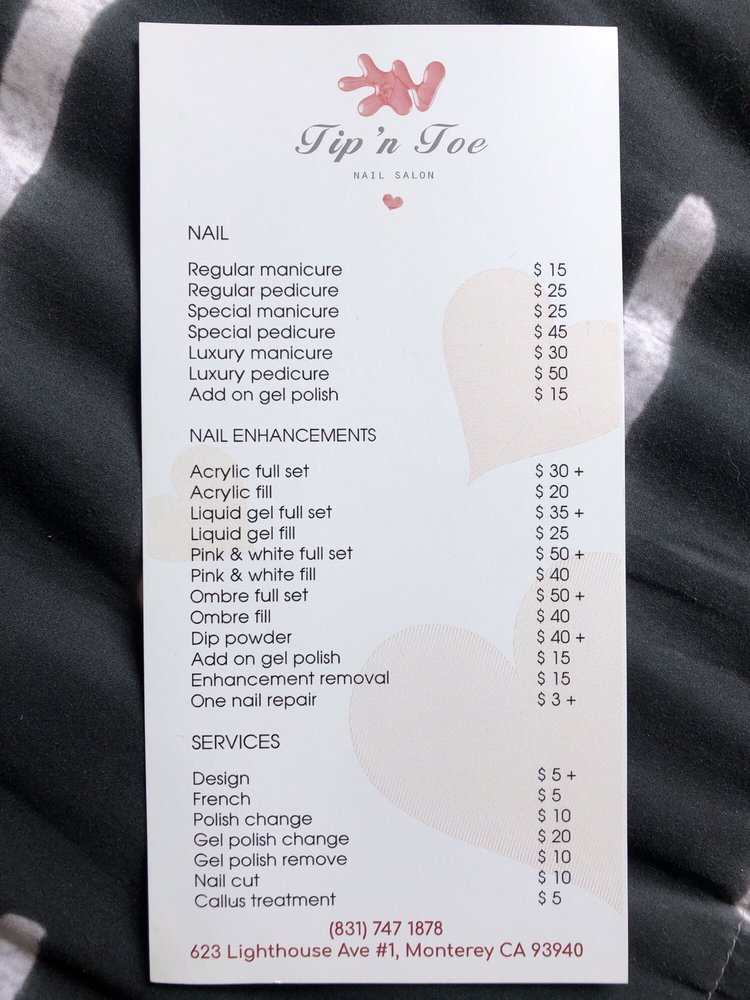 Tip 'n Toe
NAIL SALON
NAIL
Regular manicure $ 15
Regular pedicure $ 25
Special manicure $ 25
Special pedicure $ 45
Luxury manicure $ 30
Luxury pedicure $ 50
Add on gel polish $ 15
NAIL ENHANCEMENTS
Acrylic full set $ 30 +
Acrylic fill $ 20
Liquid gel full set $ 35 +
Liquid gel fill $ 25
Pink & white full set $ 50 +
Pink & white fill $ 40
Ombre full set $ 50 +
Ombre fill $ 40
Dip powder $ 40 +
Add on gel polish $ 15
Enhancement removal $ 15
One nail repair $ 3 +
SERVICES
Design $ 5 +
French $ 5
Polish change $ 10
Gel polish change $ 20
Gel polish remove $ 10
Nail cut $ 10
Callus treatment $ 5
(831) 747 1878
623 Lighthouse Ave #1, Monterey CA 93940